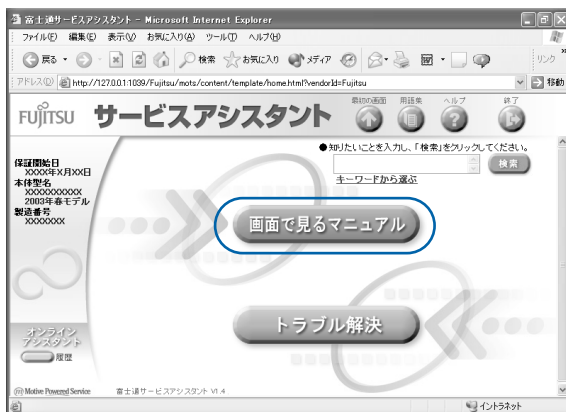 富士通サービスアシスタント - Microsoft Internet Explorer
ファイル(F) 編集(E) 表示(V) お気に入り(A) ツール(T) ヘルプ(H)
戻る 検索 お気に入り メディア リンク
アドレス(D) http://127.0.0.1:1039/Fujitsu/mots/content/template/home.html?vendorId=Fujitsu 移動
FUJITSU サービスアシスタント
最初の画面 用語集 ヘルプ 終了
●知りたいことを入力し、「検索」をクリックしてください。
検索
キーワードから選ぶ
保証開始日
XXXX年X月XX日
本体型名
XXXXXXXXXX
2003年春モデル
製造番号
XXXXXXX
画面で見るマニュアル
トラブル解決
オンライン
アシスタント
履歴
Motive Powered Service 富士通サービスアシスタント V1.4
イントラネット